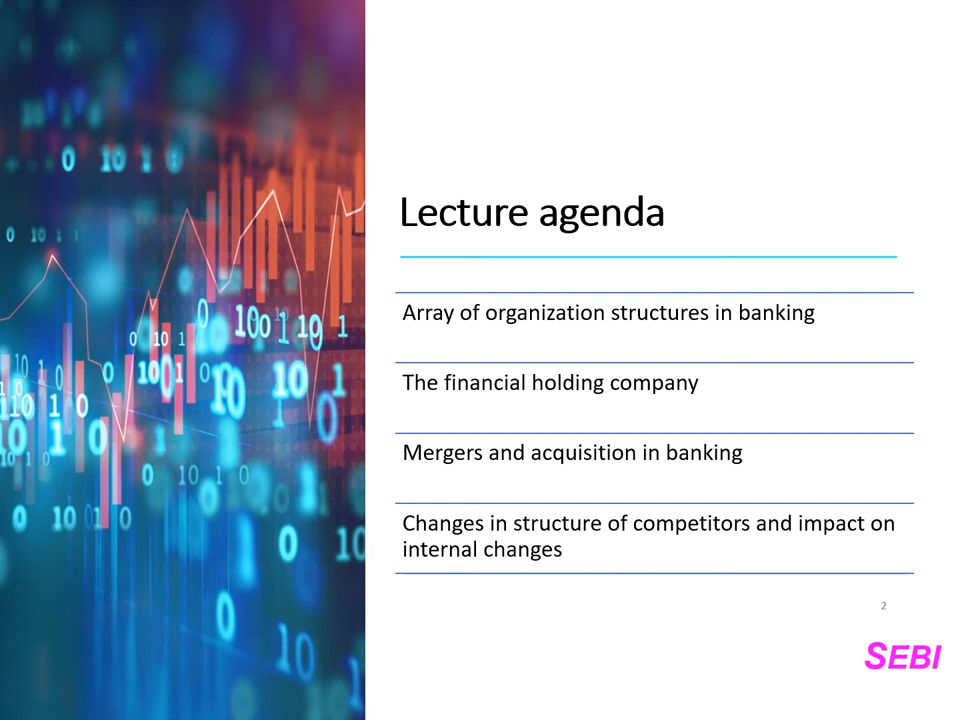 Lecture agenda
Array of organization structures in banking
The financial holding company
Mergers and acquisition in banking
Changes in structure of competitors and impact on
internal changes
2
SEBI